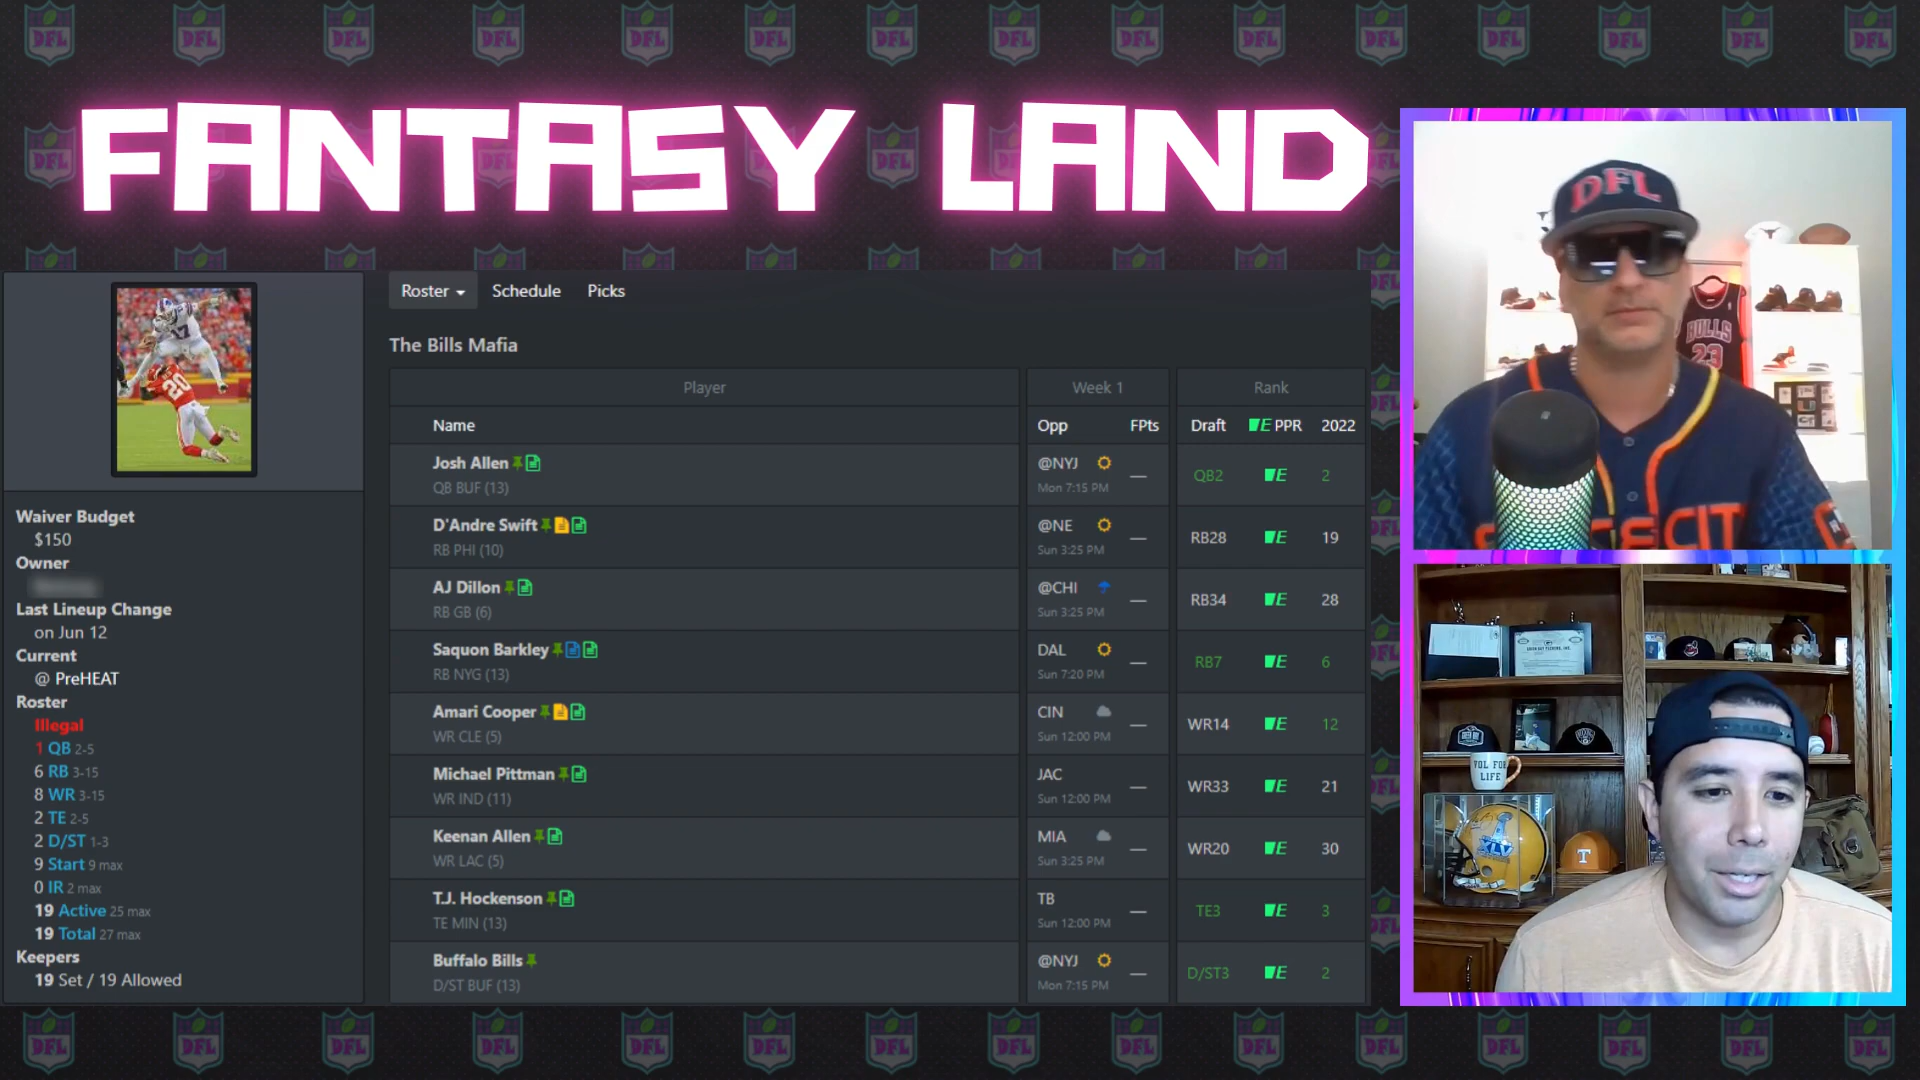 FANTASY LAND
Roster
Schedule
Picks
The Bills Mafia
Player
Week 1
Rank
Name
Opp
FPts
Draft
E PPR
2022
Josh Allen
QB BUF (13)
@NYJ
Mon 7:15 PM
—
QB2
E
2
D'Andre Swift
RB PHI (10)
@NE
Sun 3:25 PM
—
RB28
E
19
AJ Dillon
RB GB (6)
@CHI
Sun 3:25 PM
—
RB34
E
28
Saquon Barkley
RB NYG (13)
DAL
Sun 7:20 PM
—
RB7
E
6
Amari Cooper
WR CLE (5)
CIN
Sun 12:00 PM
—
WR14
E
12
Michael Pittman
WR IND (11)
JAC
Sun 12:00 PM
—
WR33
E
21
Keenan Allen
WR LAC (5)
MIA
Sun 3:25 PM
—
WR20
E
30
T.J. Hockenson
TE MIN (13)
TB
Sun 12:00 PM
—
TE3
E
3
Buffalo Bills
D/ST BUF (13)
@NYJ
Mon 7:15 PM
—
D/ST3
E
2
17
20
Waiver Budget
$150
Owner
Last Lineup Change
on Jun 12
Current
@ PreHEAT
Roster
Illegal
1 QB 2-5
6 RB 3-15
8 WR 3-15
2 TE 2-5
2 D/ST 1-3
9 Start 9 max
0 IR 2 max
19 Active 25 max
19 Total 27 max
Keepers
19 Set / 19 Allowed
DFL
BULLS
23
VOL FOR
LIFE
XLV
T
DFL